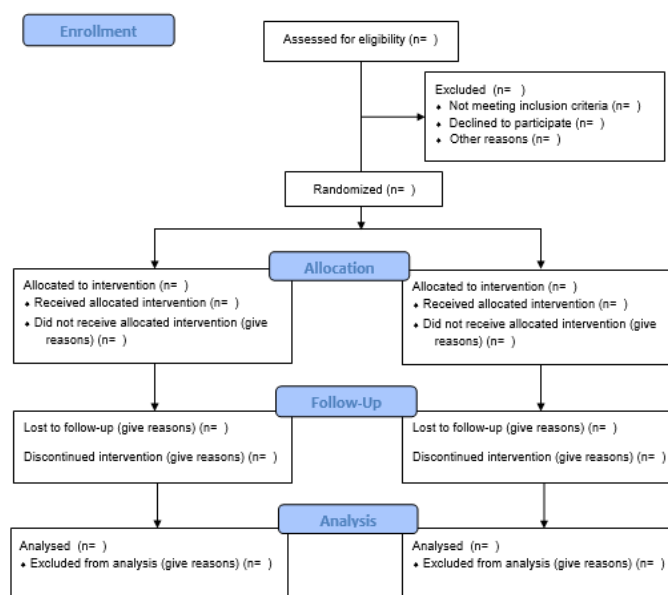 Enrollment
Assessed for eligibility (n= )
Excluded (n= )
⬥ Not meeting inclusion criteria (n= )
⬥ Declined to participate (n= )
⬥ Other reasons (n= )
Randomized (n= )
Allocation
Allocated to intervention (n= )
⬥ Received allocated intervention (n= )
⬥ Did not receive allocated intervention (give
reasons) (n= )
Allocated to intervention (n= )
⬥ Received allocated intervention (n= )
⬥ Did not receive allocated intervention (give
reasons) (n= )
Follow-Up
Lost to follow-up (give reasons) (n= )
Discontinued intervention (give reasons) (n= )
Lost to follow-up (give reasons) (n= )
Discontinued intervention (give reasons) (n= )
Analysis
Analysed (n= )
⬥ Excluded from analysis (give reasons) (n= )
Analysed (n= )
⬥ Excluded from analysis (give reasons) (n= )